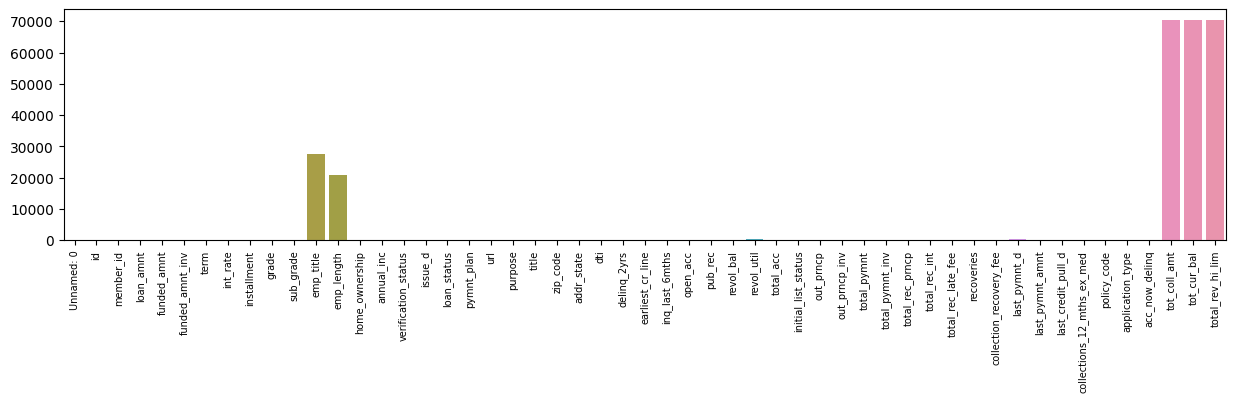 70000
60000
50000
40000
30000
20000
10000
0
Unnamed: 0
id
member_id
loan_amnt
funded_amnt
funded_amnt_inv
term
int_rate
installment
grade
sub_grade
emp_title
emp_length
home_ownership
annual_inc
verification_status
issue_d
loan_status
pymnt_plan
url
purpose
title
zip_code
addr_state
dti
delinq_2yrs
earliest_cr_line
inq_last_6mths
open_acc
pub_rec
revol_bal
revol_util
total_acc
initial_list_status
out_prncp
out_prncp_inv
total_pymnt
total_pymnt_inv
total_rec_prncp
total_rec_int
total_rec_late_fee
recoveries
collection_recovery_fee
last_pymnt_d
last_pymnt_amnt
last_credit_pull_d
collections_12_mths_ex_med
policy_code
application_type
acc_now_delinq
tot_coll_amt
tot_cur_bal
total_rev_hi_lim